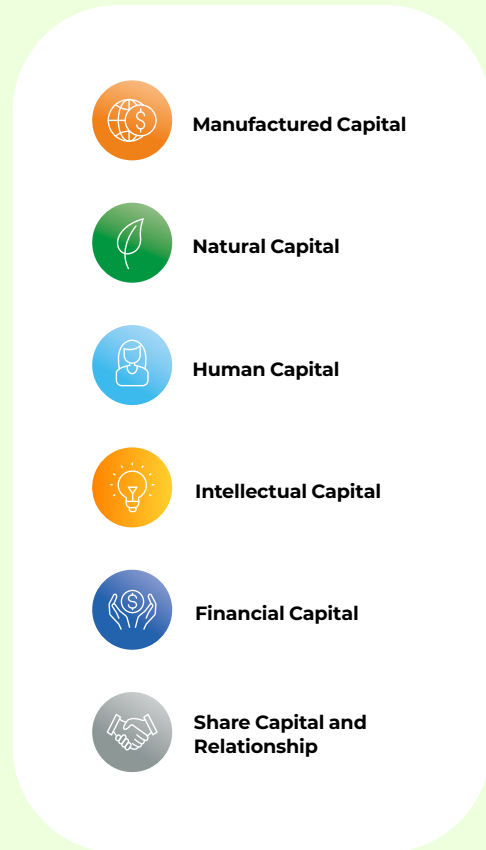 Manufactured Capital
Natural Capital
Human Capital
Intellectual Capital
Financial Capital
Share Capital and
Relationship